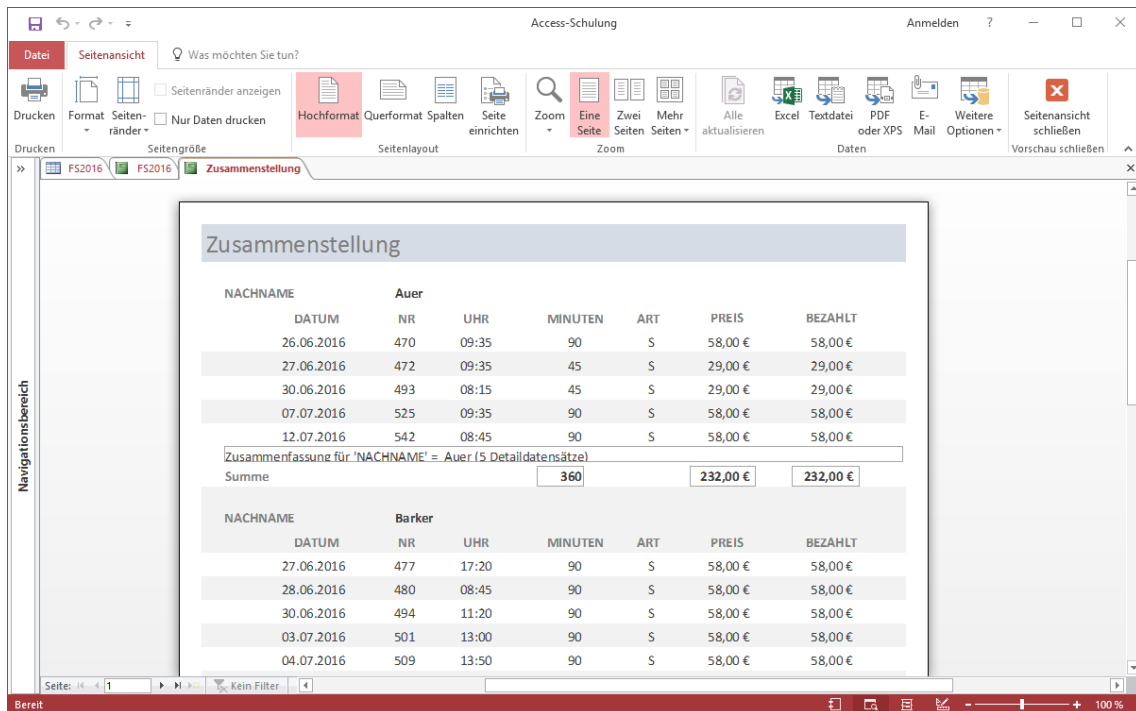 Access-Schulung
Anmelden ?
Datei Seitenansicht Was möchten Sie tun?
Drucken
Format
Seiten-
ränder
Seitenränder anzeigen
Nur Daten drucken
Hochformat Querformat Spalten
Seite
einrichten
Zoom
Eine
Seite
Zwei
Seiten
Mehr
Seiten
Alle
aktualisieren
Excel Textdatei
PDF
oder XPS
E-
Mail
Weitere
Optionen
Seitenansicht
schließen
Drucken Seitengröße Seitenlayout Zoom Daten Vorschau schließen
» FS2016 FS2016 Zusammenstellung
Navigationsbereich
Zusammenstellung
NACHNAME Auer
DATUM NR UHR MINUTEN ART PREIS BEZAHLT
26.06.2016 470 09:35 90 S 58,00 € 58,00 €
27.06.2016 472 09:35 45 S 29,00 € 29,00 €
30.06.2016 493 08:15 45 S 29,00 € 29,00 €
07.07.2016 525 09:35 90 S 58,00 € 58,00 €
12.07.2016 542 08:45 90 S 58,00 € 58,00 €
Zusammenfassung für 'NACHNAME' = Auer (5 Detaildatensätze)
Summe 360 232,00 € 232,00 €
NACHNAME Barker
DATUM NR UHR MINUTEN ART PREIS BEZAHLT
27.06.2016 477 17:20 90 S 58,00 € 58,00 €
28.06.2016 480 08:45 90 S 58,00 € 58,00 €
30.06.2016 494 11:20 90 S 58,00 € 58,00 €
03.07.2016 501 13:00 90 S 58,00 € 58,00 €
04.07.2016 509 13:50 90 S 58,00 € 58,00 €
Seite: 1 Kein Filter
Bereit 100 %